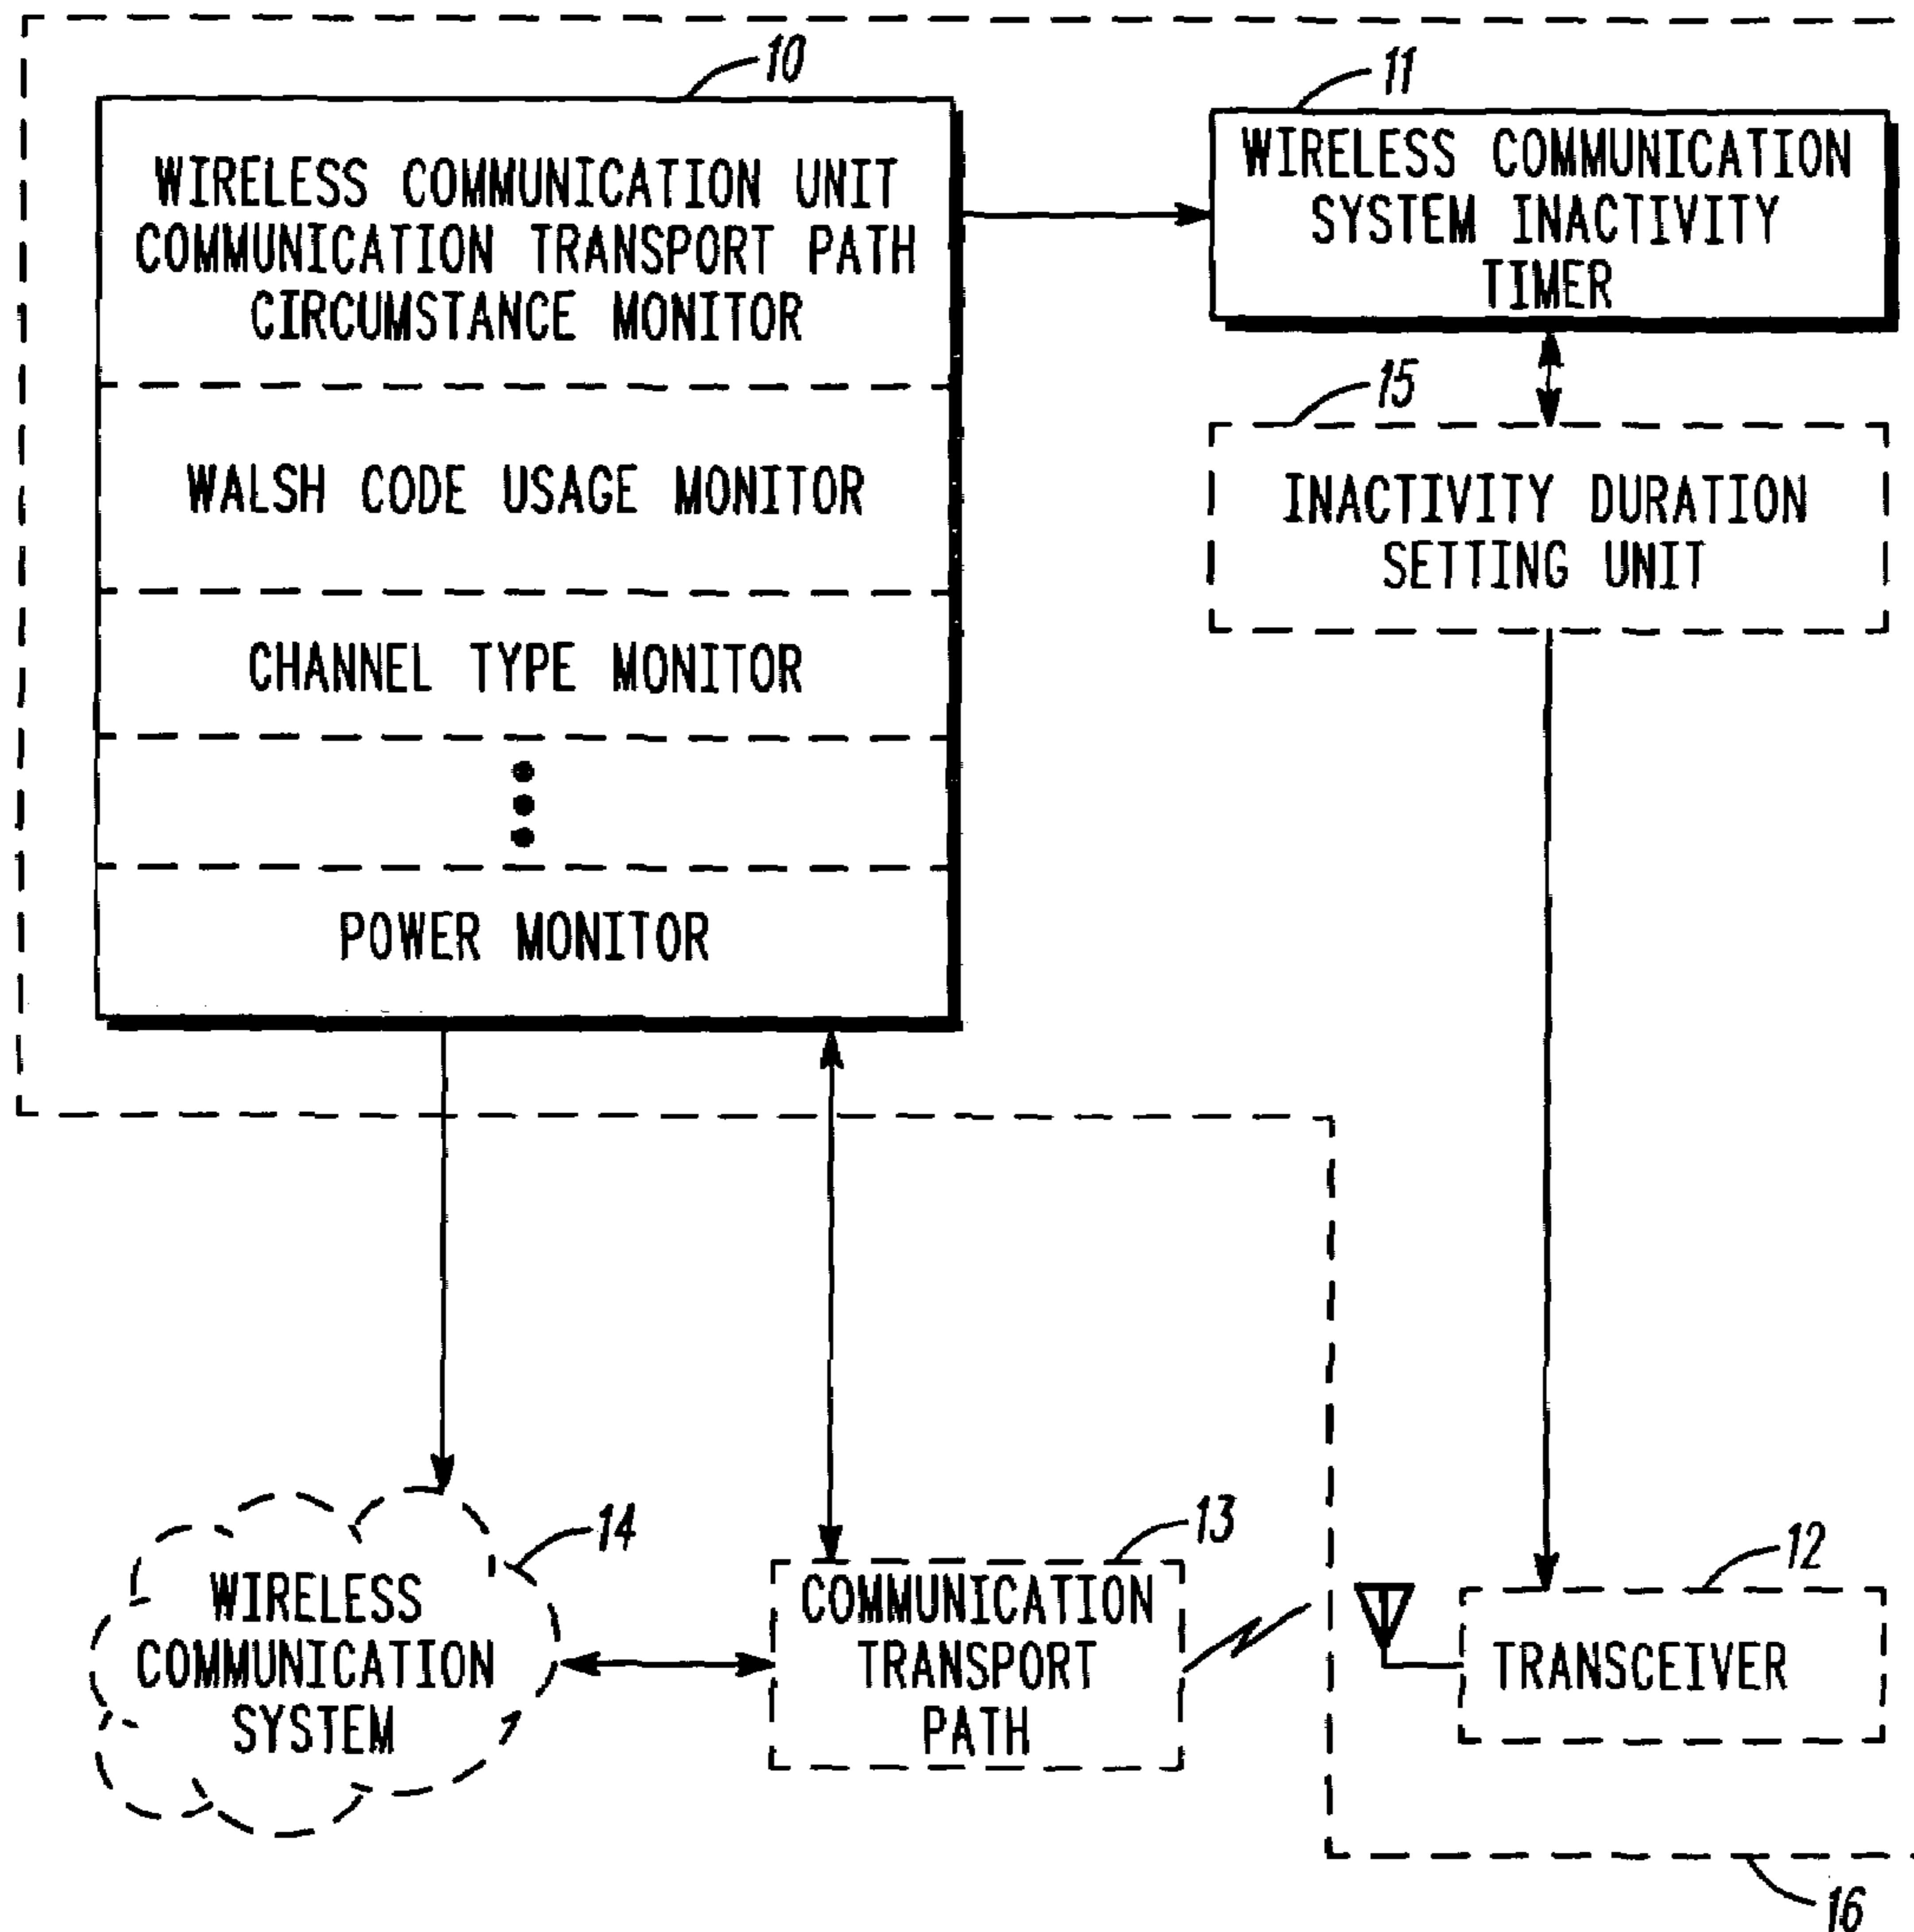 10
WIRELESS COMMUNICATION UNIT
COMMUNICATION TRANSPORT PATH
CIRCUMSTANCE MONITOR
WALSH CODE USAGE MONITOR
CHANNEL TYPE MONITOR
POWER MONITOR
11
WIRELESS COMMUNICATION
SYSTEM INACTIVITY
TIMER
15
INACTIVITY DURATION
SETTING UNIT
14
WIRELESS
COMMUNICATION
SYSTEM
13
COMMUNICATION
TRANSPORT
PATH
12
TRANSCEIVER
16